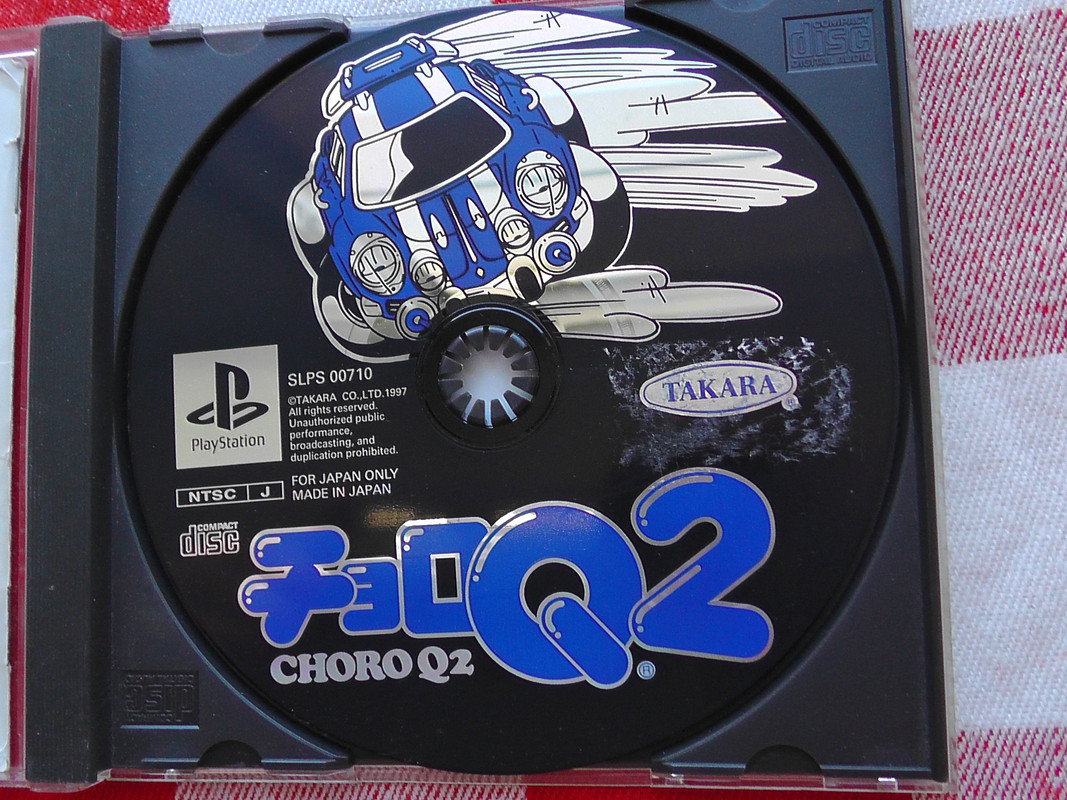 COMPACT
disc
DIGITAL AUDIO
PlayStation
SLPS 00710
©TAKARA CO.,LTD.1997
All rights reserved.
Unauthorized public
performance,
broadcasting, and
duplication prohibited.
NTSC J
FOR JAPAN ONLY
MADE IN JAPAN
TAKARA®
COMPACT
disc
チョロQ2®
CHORO Q2